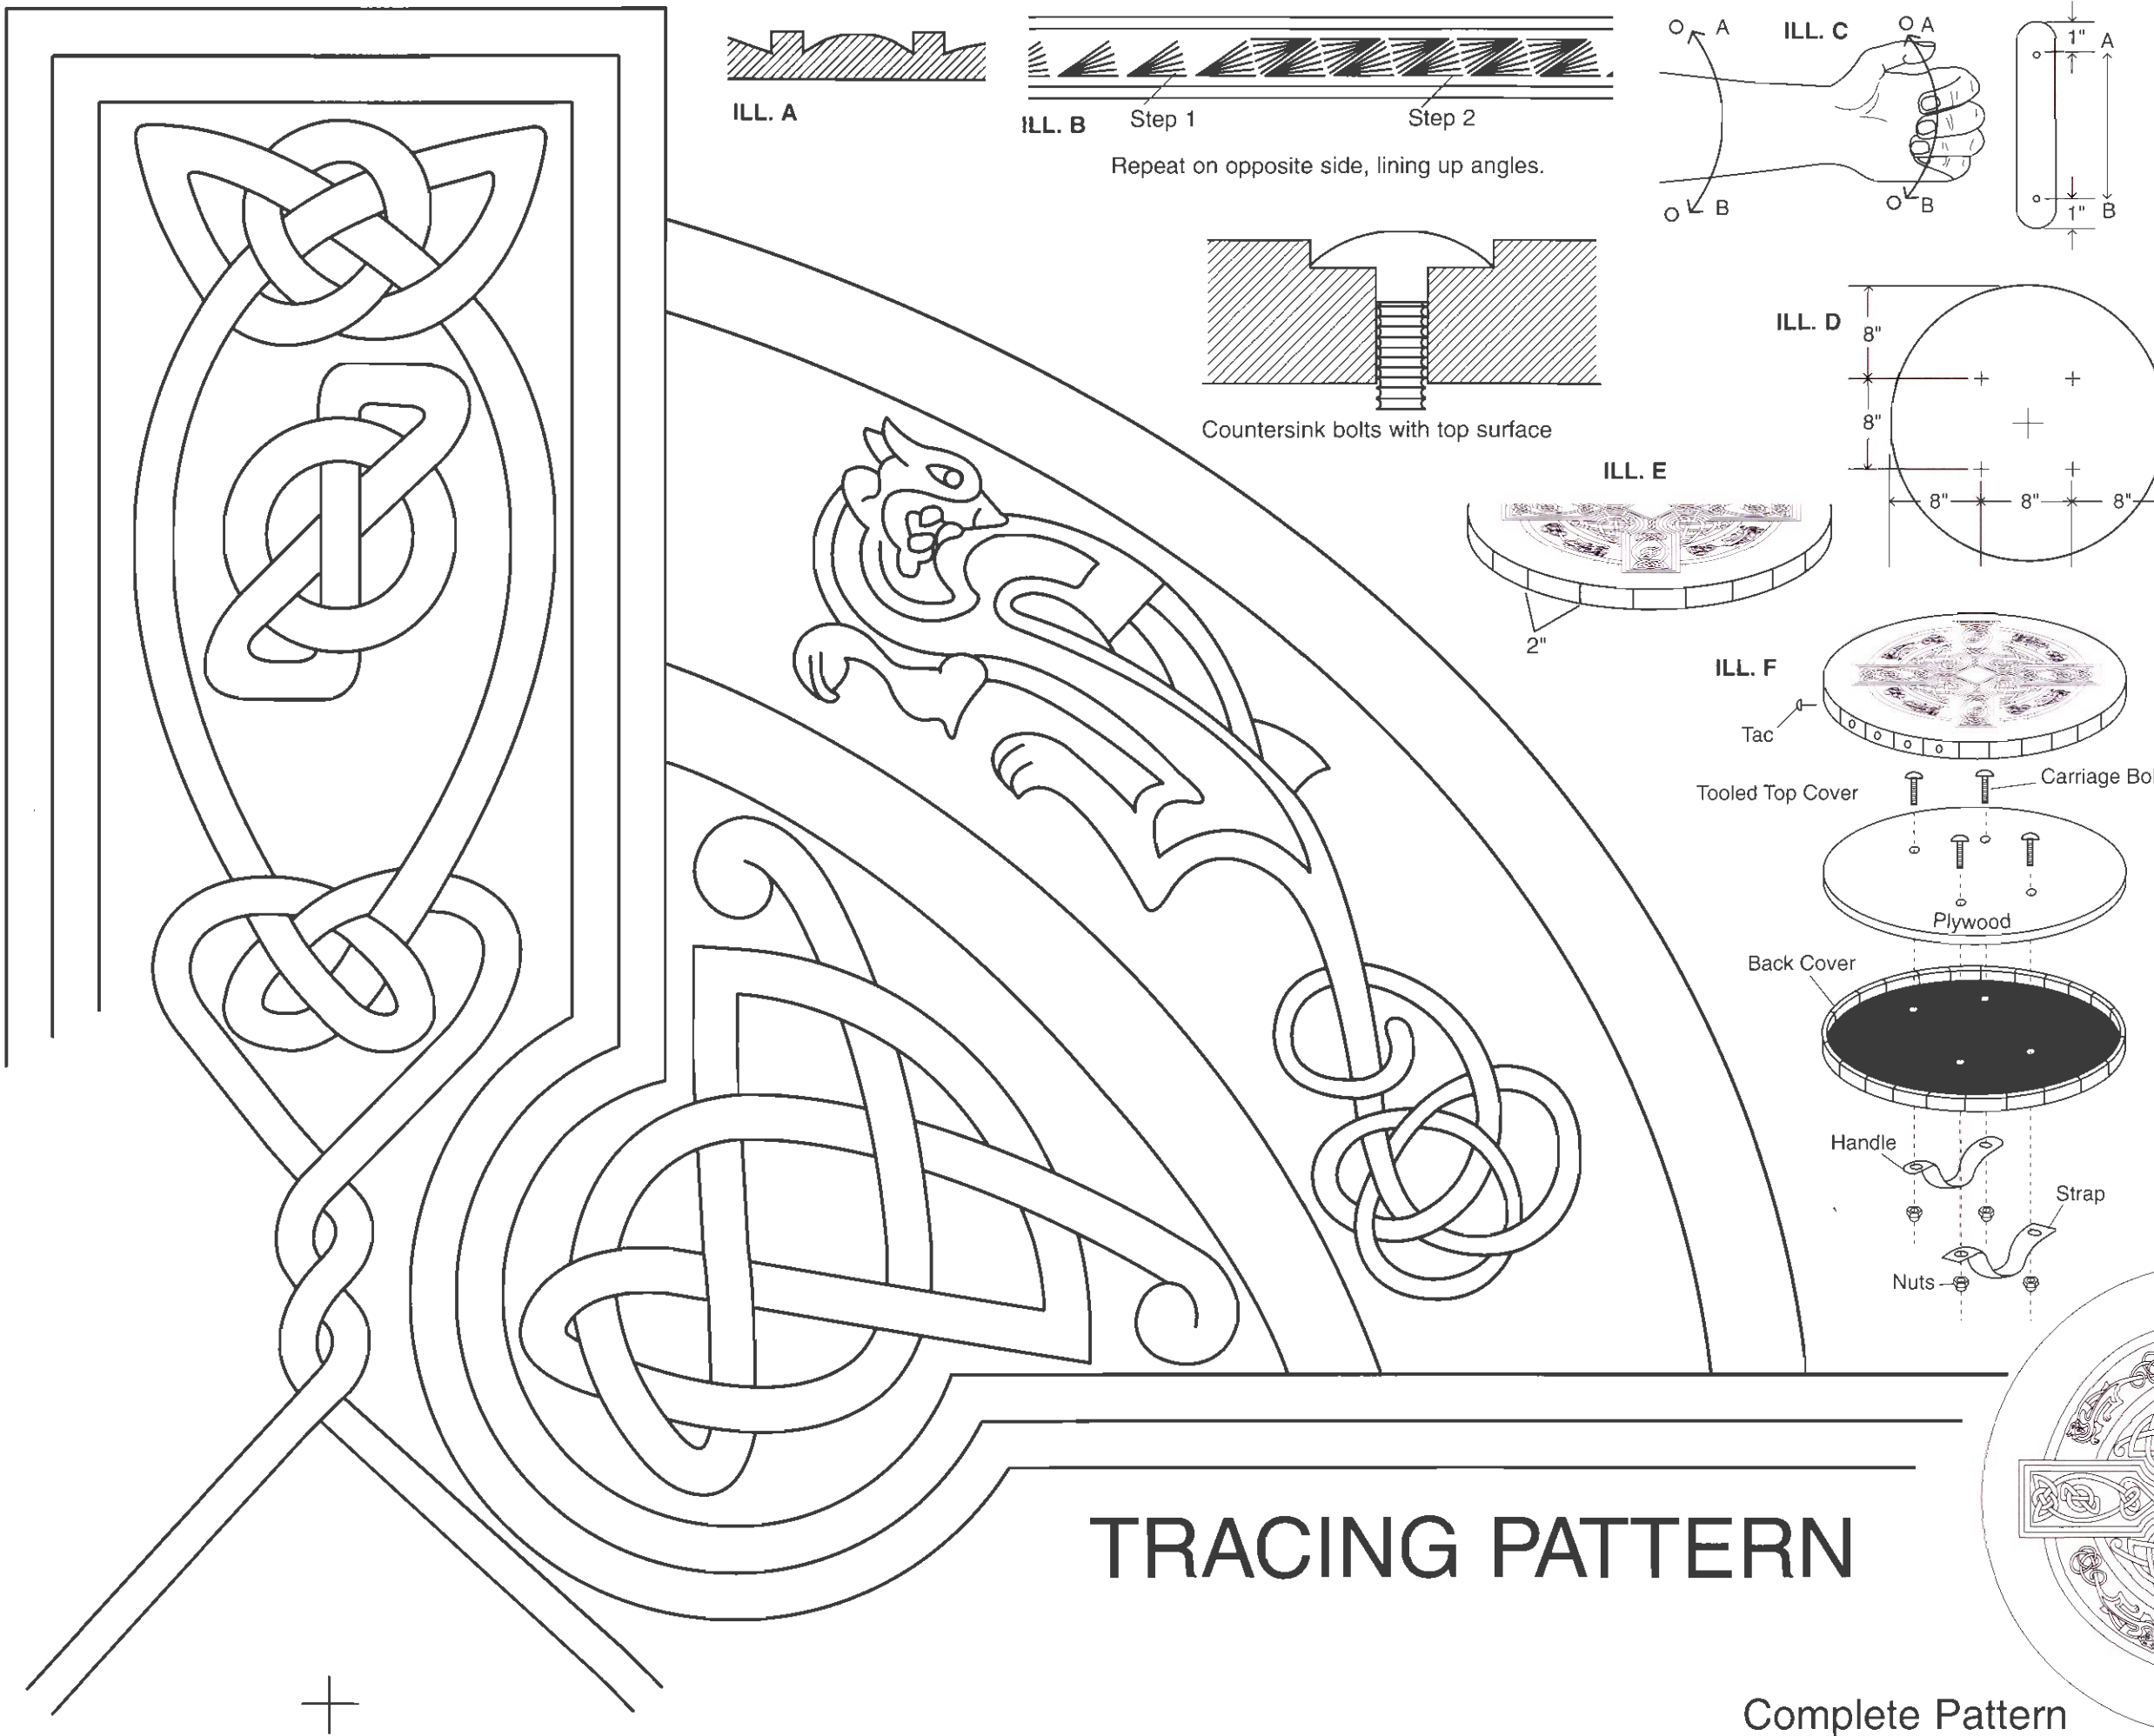 ILL. A
ILL. B
Step 1
Step 2
Repeat on opposite side, lining up angles.
A
B
ILL. C
A
B
1"
A
1"
B
Countersink bolts with top surface
ILL. D
8"
8"
8"
8"
8"
ILL. E
2"
ILL. F
Tac
Tooled Top Cover
Carriage Bol
Plywood
Back Cover
Handle
Strap
Nuts
TRACING PATTERN
Complete Pattern